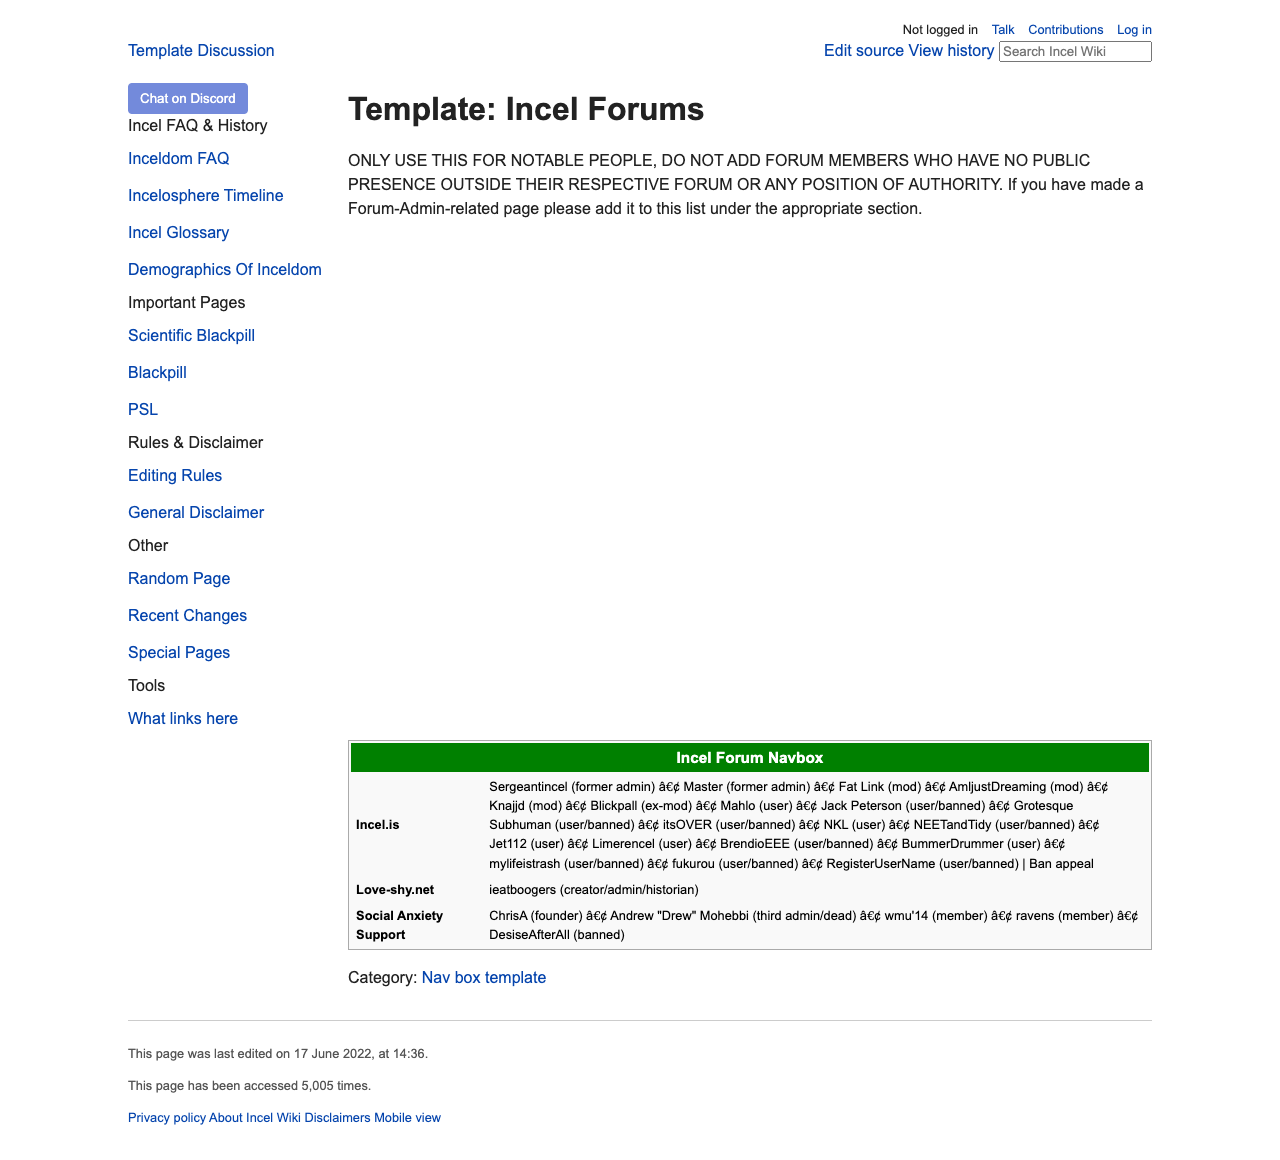 Not logged in Talk Contributions Log in
Template Discussion
Edit source View history Search Incel Wiki
Chat on Discord
Incel FAQ & History
Inceldom FAQ
Incelosphere Timeline
Incel Glossary
Demographics Of Inceldom
Important Pages
Scientific Blackpill
Blackpill
PSL
Rules & Disclaimer
Editing Rules
General Disclaimer
Other
Random Page
Recent Changes
Special Pages
Tools
What links here
Template: Incel Forums
ONLY USE THIS FOR NOTABLE PEOPLE, DO NOT ADD FORUM MEMBERS WHO HAVE NO PUBLIC
PRESENCE OUTSIDE THEIR RESPECTIVE FORUM OR ANY POSITION OF AUTHORITY. If you have made a
Forum-Admin-related page please add it to this list under the appropriate section.
Incel Forum Navbox
Incel.is
Sergeantincel (former admin) â€¢ Master (former admin) â€¢ Fat Link (mod) â€¢ AmljustDreaming (mod) â€¢
Knajjd (mod) â€¢ Blickpall (ex-mod) â€¢ Mahlo (user) â€¢ Jack Peterson (user/banned) â€¢ Grotesque
Subhuman (user/banned) â€¢ itsOVER (user/banned) â€¢ NKL (user) â€¢ NEETandTidy (user/banned) â€¢
Jet112 (user) â€¢ Limerencel (user) â€¢ BrendioEEE (user/banned) â€¢ BummerDrummer (user) â€¢
mylifeistrash (user/banned) â€¢ fukurou (user/banned) â€¢ RegisterUserName (user/banned) | Ban appeal
Love-shy.net
ieatboogers (creator/admin/historian)
Social Anxiety
Support
ChrisA (founder) â€¢ Andrew "Drew" Mohebbi (third admin/dead) â€¢ wmu'14 (member) â€¢ ravens (member) â€¢
DesiseAfterAll (banned)
Category: Nav box template
This page was last edited on 17 June 2022, at 14:36.
This page has been accessed 5,005 times.
Privacy policy About Incel Wiki Disclaimers Mobile view